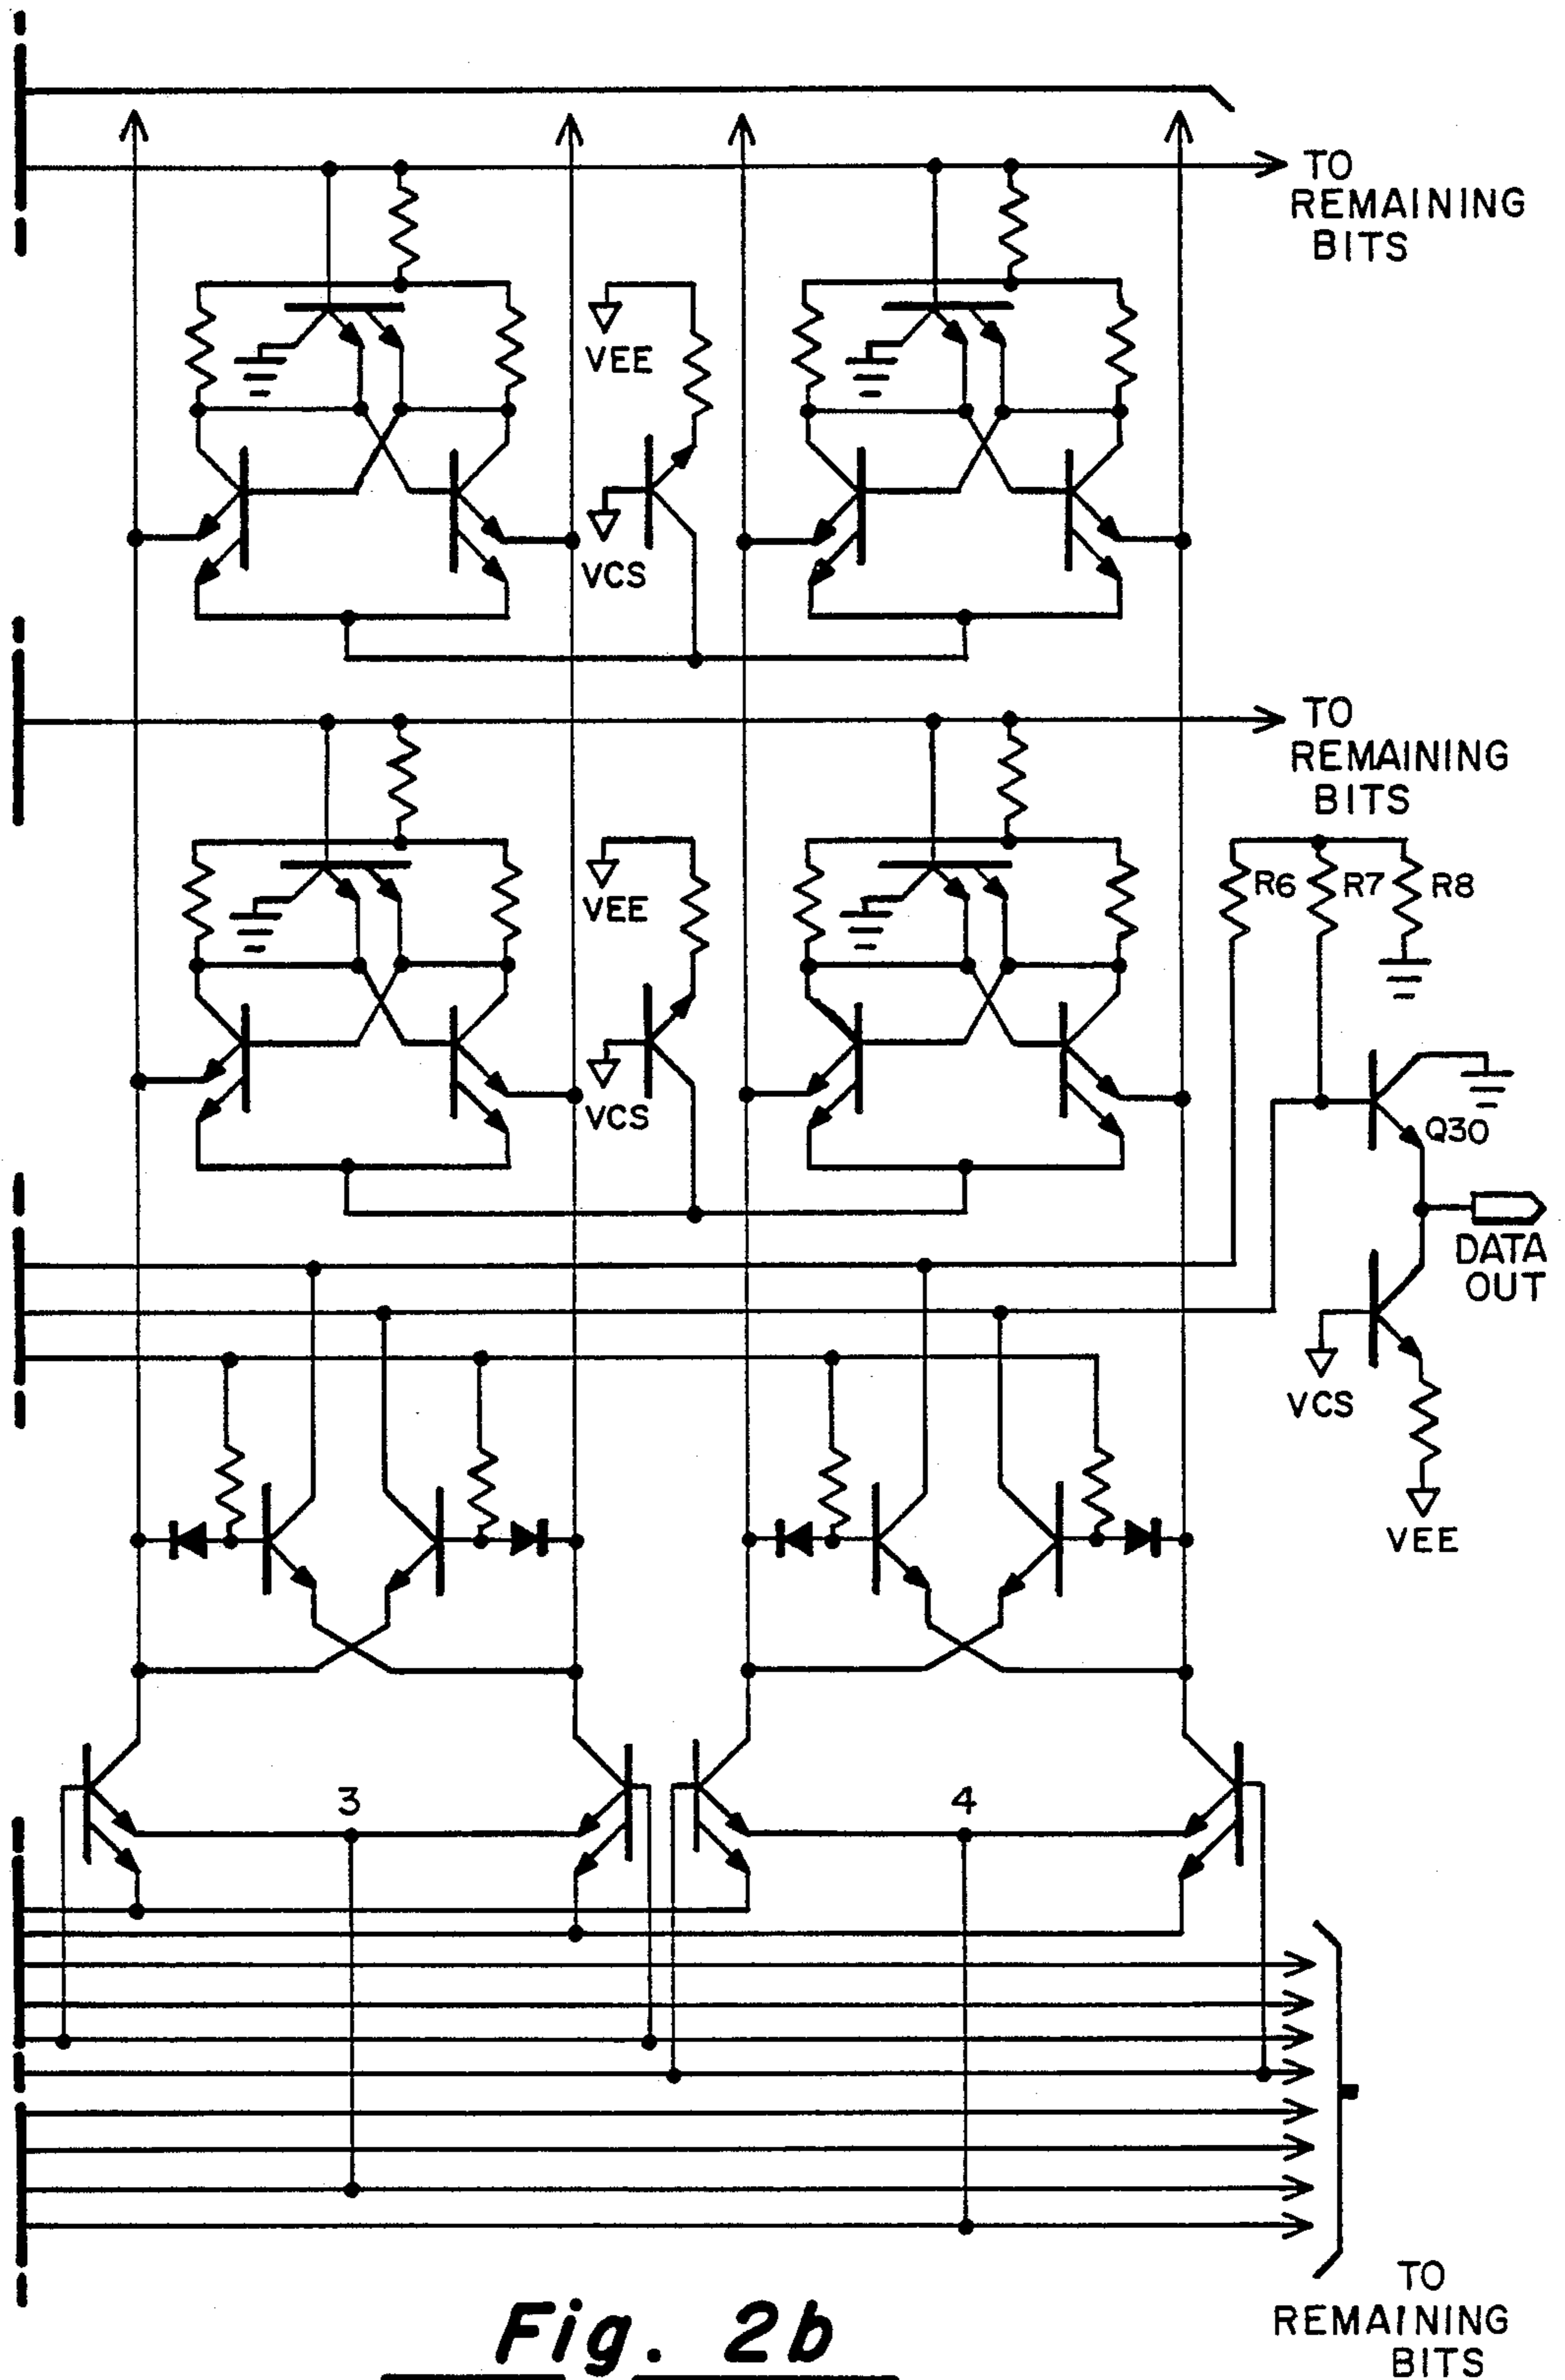 TO
REMAINING
BITS
VEE
VCS
TO
REMAINING
BITS
R6 R7 R8
VEE
VCS
Q30
DATA
OUT
VCS
VEE
3 4
TO
REMAINING
BITS
Fig. 2b